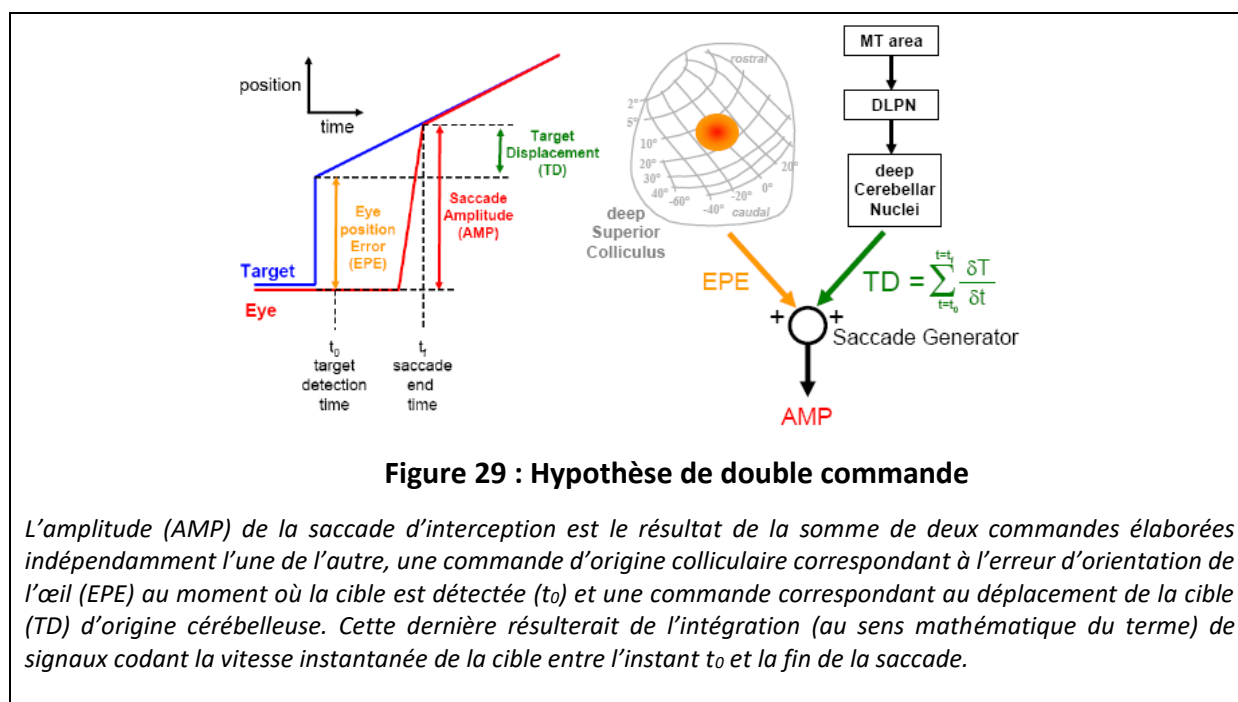 position
time
Target
Displacement
(TD)
Saccade
Amplitude
(AMP)
Eye
position
Error
(EPE)
Target
Eye
t0
target
detection
time
tf
saccade
end
time
rostral
2°
5°
10°
20°
30°
40°
-60°
-40°
-20°
0°
20°
caudal
deep
Superior
Colliculus
MT area
DLPN
deep
Cerebellar
Nuclei
EPE
TD = ∑ t=t0 t=tf δT/δt
+ +
Saccade Generator
AMP
Figure 29 : Hypothèse de double commande
L’amplitude (AMP) de la saccade d’interception est le résultat de la somme de deux commandes élaborées
indépendamment l’une de l’autre, une commande d’origine colliculaire correspondant à l’erreur d’orientation de
l’œil (EPE) au moment où la cible est détectée (t0) et une commande correspondant au déplacement de la cible
(TD) d’origine cérébelleuse. Cette dernière résulterait de l’intégration (au sens mathématique du terme) de
signaux codant la vitesse instantanée de la cible entre l’instant t0 et la fin de la saccade.